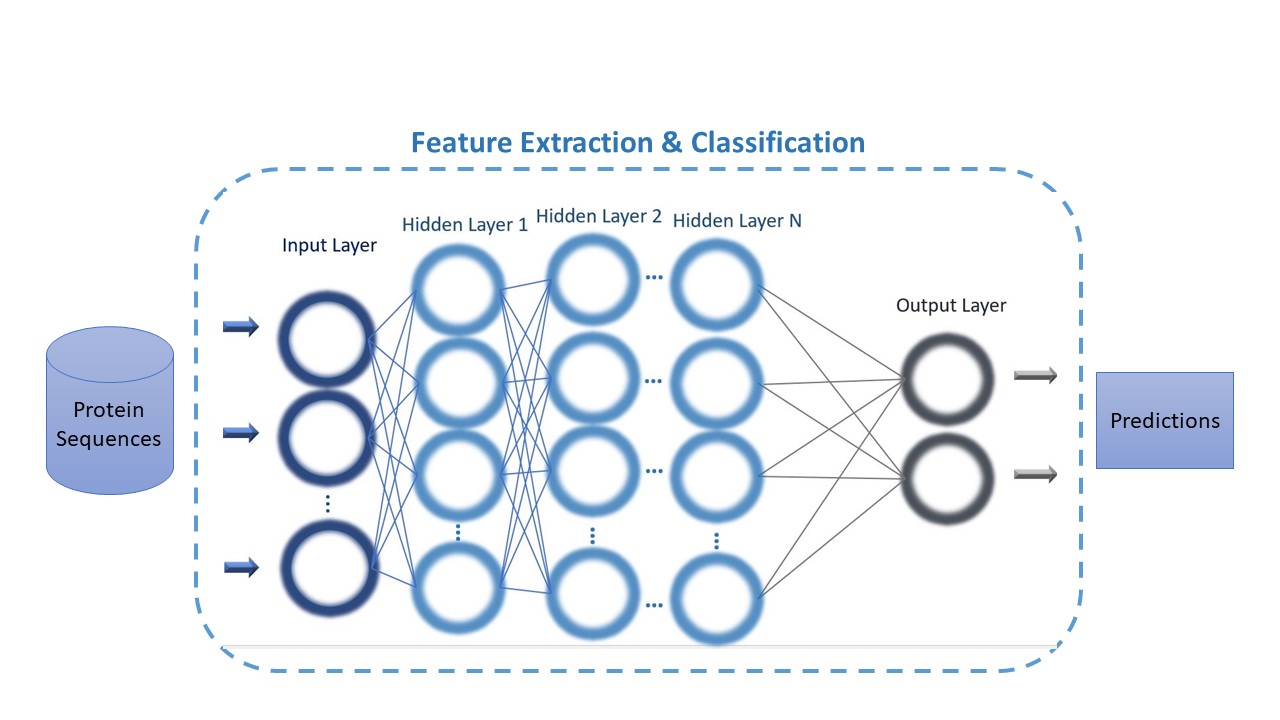 Feature Extraction & Classification
Input Layer
Hidden Layer 1
Hidden Layer 2
Hidden Layer N
Output Layer
Protein
Sequences
Predictions